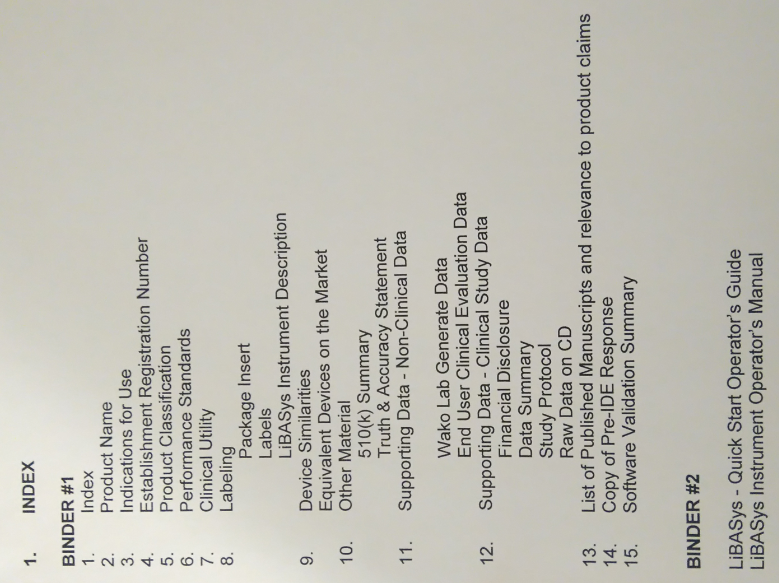 1. INDEX
BINDER #1
1. Index
2. Product Name
3. Indications for Use
4. Establishment Registration Number
5. Product Classification
6. Performance Standards
7. Clinical Utility
8. Labeling
Package Insert
Labels
LiBASys Instrument Description
9. Device Similarities
Equivalent Devices on the Market
10. Other Material
510(k) Summary
Truth & Accuracy Statement
11. Supporting Data - Non-Clinical Data
Wako Lab Generate Data
End User Clinical Evaluation Data
12. Supporting Data - Clinical Study Data
Financial Disclosure
Data Summary
Study Protocol
Raw Data on CD
13. List of Published Manuscripts and relevance to product claims
14. Copy of Pre-IDE Response
15. Software Validation Summary
BINDER #2
LiBASys - Quick Start Operator's Guide
LiBASys Instrument Operator's Manual